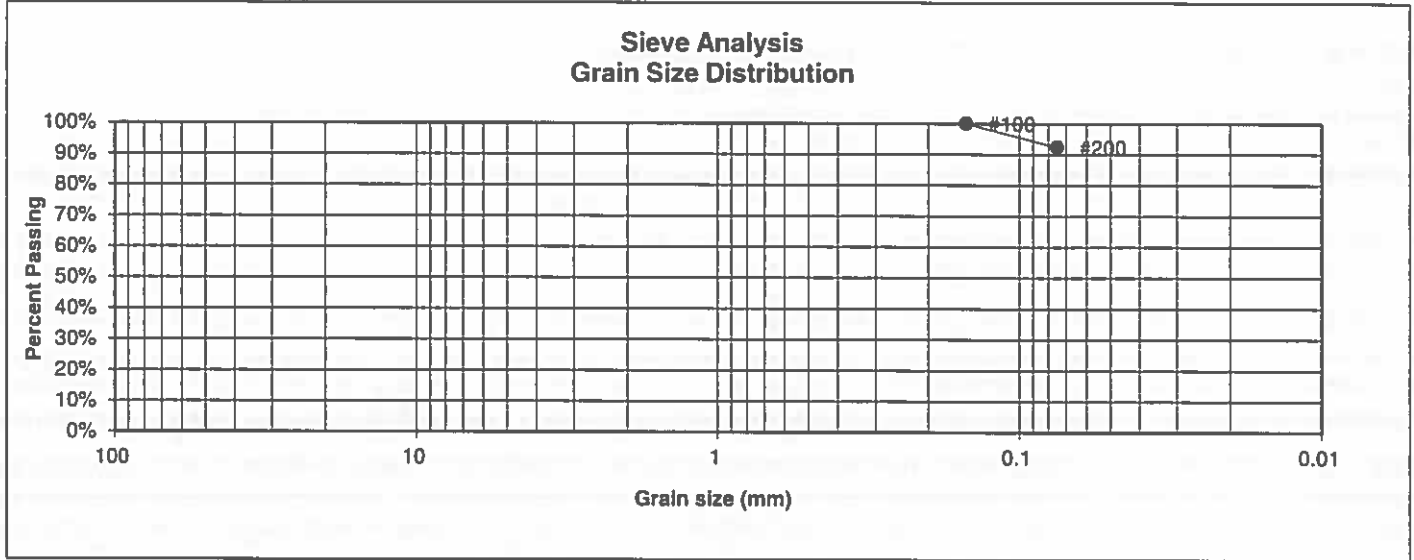 Sieve Analysis
Grain Size Distribution
Percent Passing
100%
90%
80%
70%
60%
50%
40%
30%
20%
10%
0%
#100
#200
100 10 1 0.1 0.01
Grain size (mm)